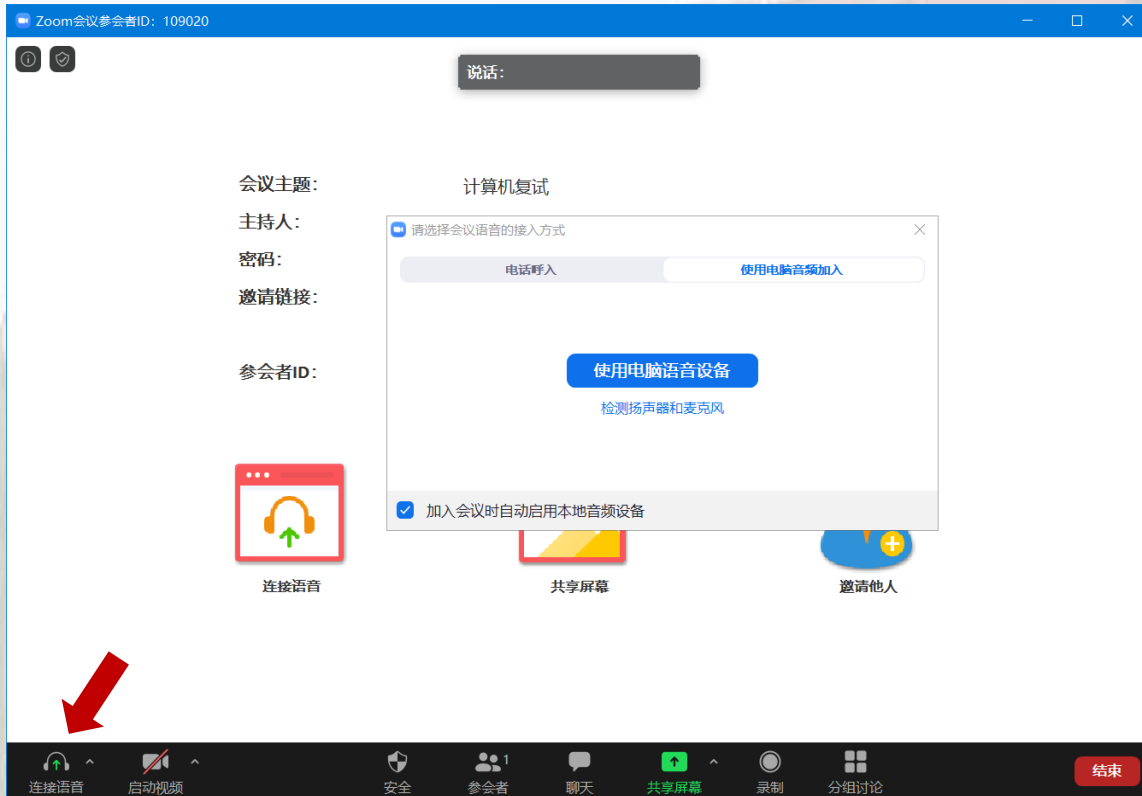 Zoom会议参会者ID：109020
说话：
会议主题：
计算机复试
主持人：
密码：
邀请链接：
参会者ID：
请选择会议语音的接入方式
电话呼入
使用电脑音频加入
使用电脑语音设备
检测扬声器和麦克风
加入会议时自动启用本地音频设备
连接语音
共享屏幕
邀请他人
连接语音
启动视频
安全
1
参会者
聊天
共享屏幕
录制
分组讨论
结束